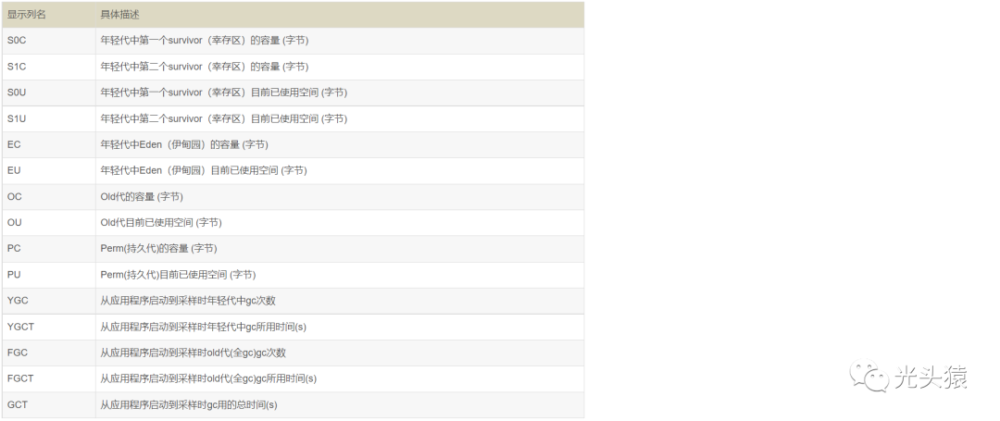 显示列名 具体描述
S0C 年轻代中第一个survivor（幸存区）的容量 (字节)
S1C 年轻代中第二个survivor（幸存区）的容量 (字节)
S0U 年轻代中第一个survivor（幸存区）目前已使用空间 (字节)
S1U 年轻代中第二个survivor（幸存区）目前已使用空间 (字节)
EC 年轻代中Eden（伊甸园）的容量 (字节)
EU 年轻代中Eden（伊甸园）目前已使用空间 (字节)
OC Old代的容量 (字节)
OU Old代目前已使用空间 (字节)
PC Perm(持久代)的容量 (字节)
PU Perm(持久代)目前已使用空间 (字节)
YGC 从应用程序启动到采样时年轻代中gc次数
YGCT 从应用程序启动到采样时年轻代中gc所用时间(s)
FGC 从应用程序启动到采样时old代(全gc)gc次数
FGCT 从应用程序启动到采样时old代(全gc)gc所用时间(s)
GCT 从应用程序启动到采样时gc用的总时间(s)
光头猿